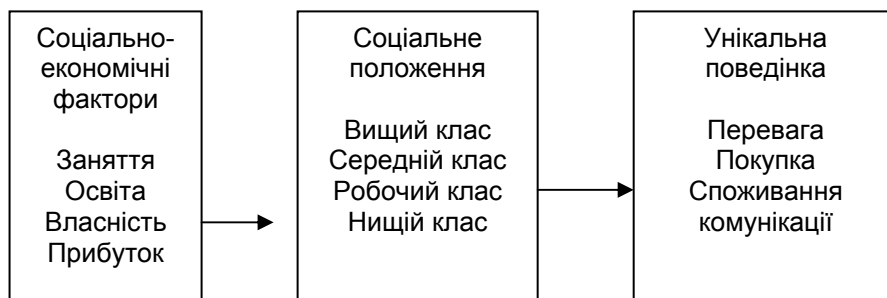 Соціально-
економічні
фактори
Заняття
Освіта
Власність
Прибуток
Соціальне
положення
Вищий клас
Середній клас
Робочий клас
Нищій клас
Унікальна
поведінка
Перевага
Покупка
Споживання
комунікації